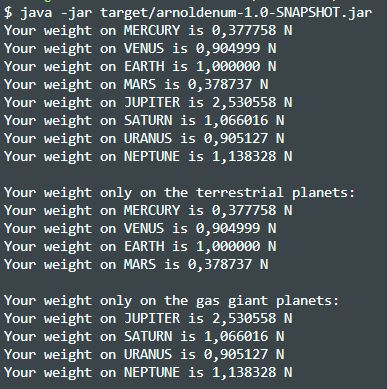 $ java -jar target/arnoldenum-1.0-SNAPSHOT.jar
Your weight on MERCURY is 0,377758 N
Your weight on VENUS is 0,904999 N
Your weight on EARTH is 1,000000 N
Your weight on MARS is 0,378737 N
Your weight on JUPITER is 2,530558 N
Your weight on SATURN is 1,066016 N
Your weight on URANUS is 0,905127 N
Your weight on NEPTUNE is 1,138328 N
Your weight only on the terrestrial planets:
Your weight on MERCURY is 0,377758 N
Your weight on VENUS is 0,904999 N
Your weight on EARTH is 1,000000 N
Your weight on MARS is 0,378737 N
Your weight only on the gas giant planets:
Your weight on JUPITER is 2,530558 N
Your weight on SATURN is 1,066016 N
Your weight on URANUS is 0,905127 N
Your weight on NEPTUNE is 1,138328 N